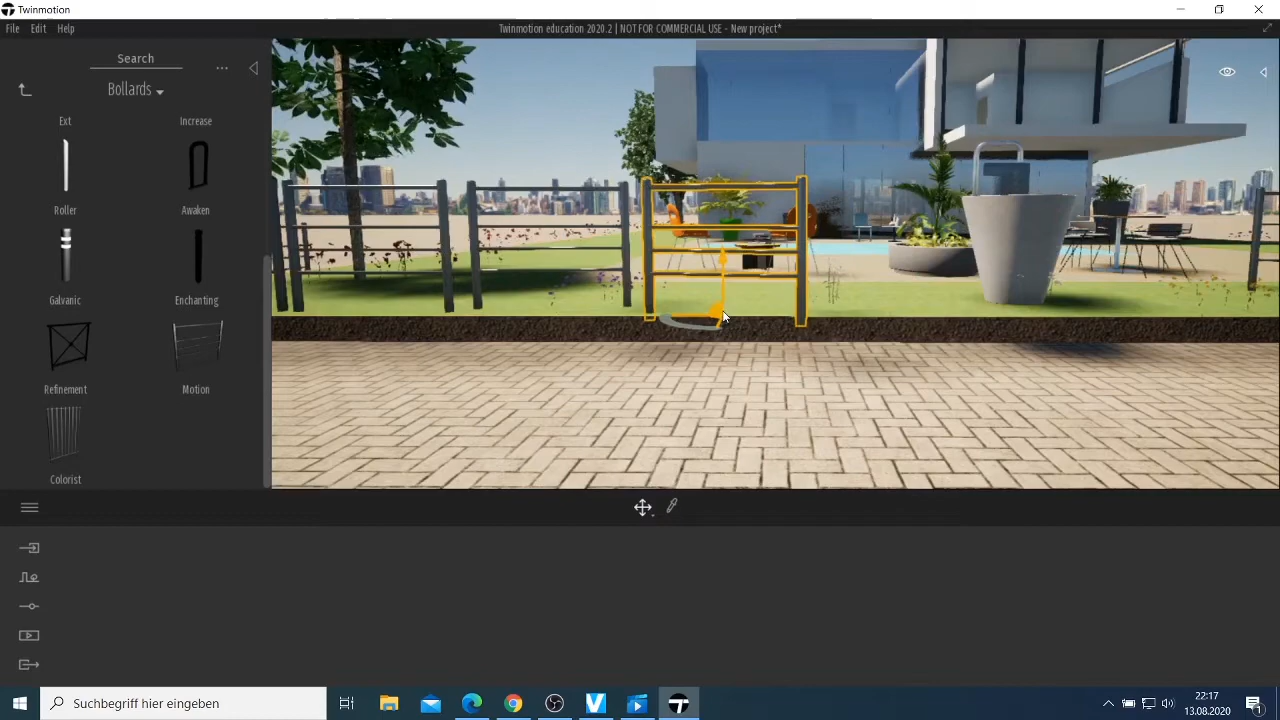 Twinmotion
File Edit Help
Twinmotion education 2020.2 | NOT FOR COMMERCIAL USE - New project*
Search
...
Bollards
Ext Increase
Roller Awaken
Galvanic Enchanting
Refinement Motion
Colorist
Suchbegriff hier eingeben
22:17
13.08.2020
1